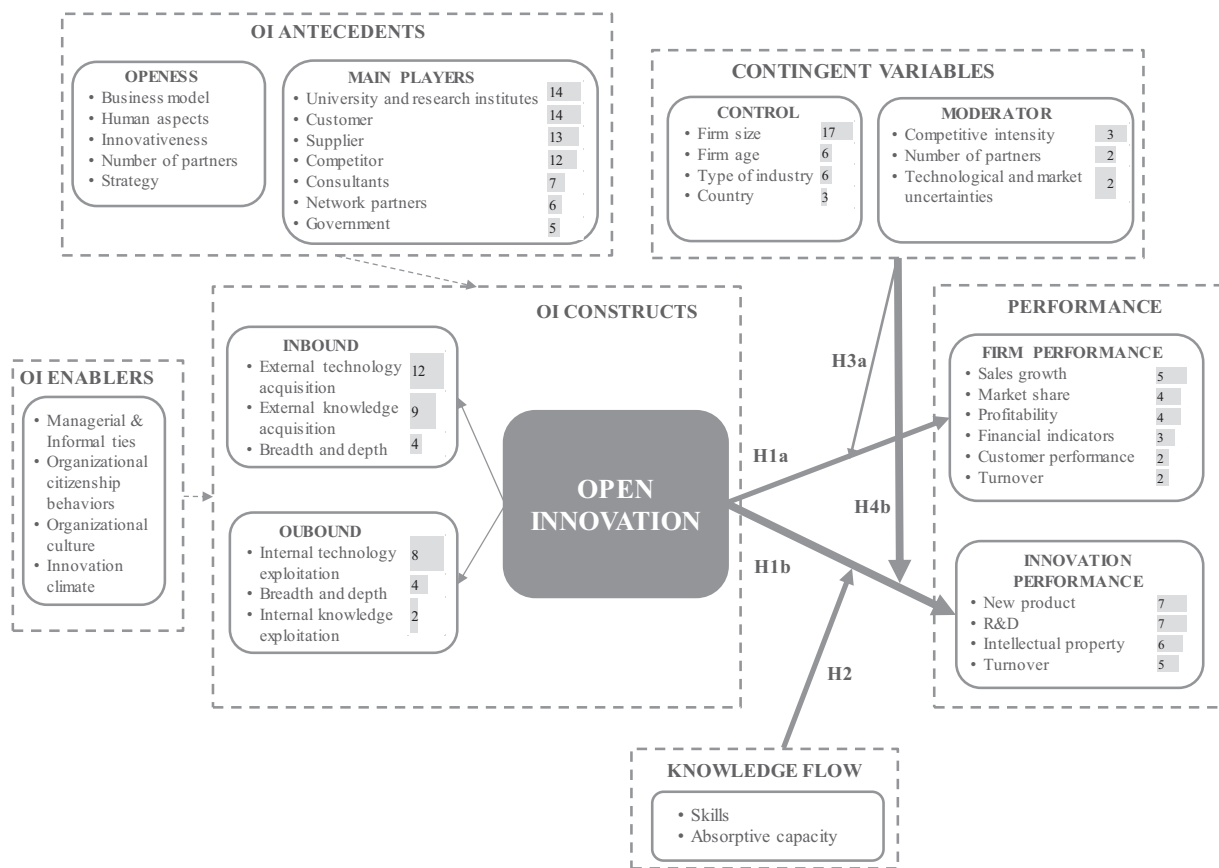 OI ANTECEDENTS
OPENESS
• Business model
• Human aspects
• Innovativeness
• Number of partners
• Strategy
MAIN PLAYERS
• University and research institutes 14
• Customer 14
• Supplier 13
• Competitor 12
• Consultants 7
• Network partners 6
• Government 5
CONTINGENT VARIABLES
CONTROL
• Firm size 17
• Firm age 6
• Type of industry 6
• Country 3
MODERATOR
• Competitive intensity 3
• Number of partners 2
• Technological and market
uncertainties 2
OI CONSTRUCTS
INBOUND
• External technology
acquisition 12
• External knowledge
acquisition 9
• Breadth and depth 4
OUBOUND
• Internal technology
exploitation 8
• Breadth and depth 4
• Internal knowledge
exploitation 2
OPEN
INNOVATION
OI ENABLERS
• Managerial &
Informal ties
• Organizational
citizenship
behaviors
• Organizational
culture
• Innovation
climate
H3a
H1a
H4b
H1b
H2
PERFORMANCE
FIRM PERFORMANCE
• Sales growth 5
• Market share 4
• Profitability 4
• Financial indicators 3
• Customer performance 2
• Turnover 2
INNOVATION
PERFORMANCE
• New product 7
• R&D 7
• Intellectual property 6
• Turnover 5
KNOWLEDGE FLOW
• Skills
• Absorptive capacity